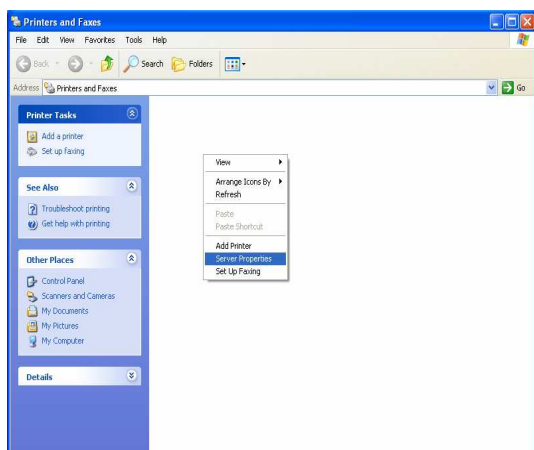 Printers and Faxes
File Edit View Favorites Tools Help
Back Search Folders
Address Printers and Faxes Go
Printer Tasks
Add a printer
Set up faxing
See Also
Troubleshoot printing
Get help with printing
Other Places
Control Panel
Scanners and Cameras
My Documents
My Pictures
My Computer
Details
View
Arrange Icons By
Refresh
Paste
Paste Shortcut
Add Printer
Server Properties
Set Up Faxing